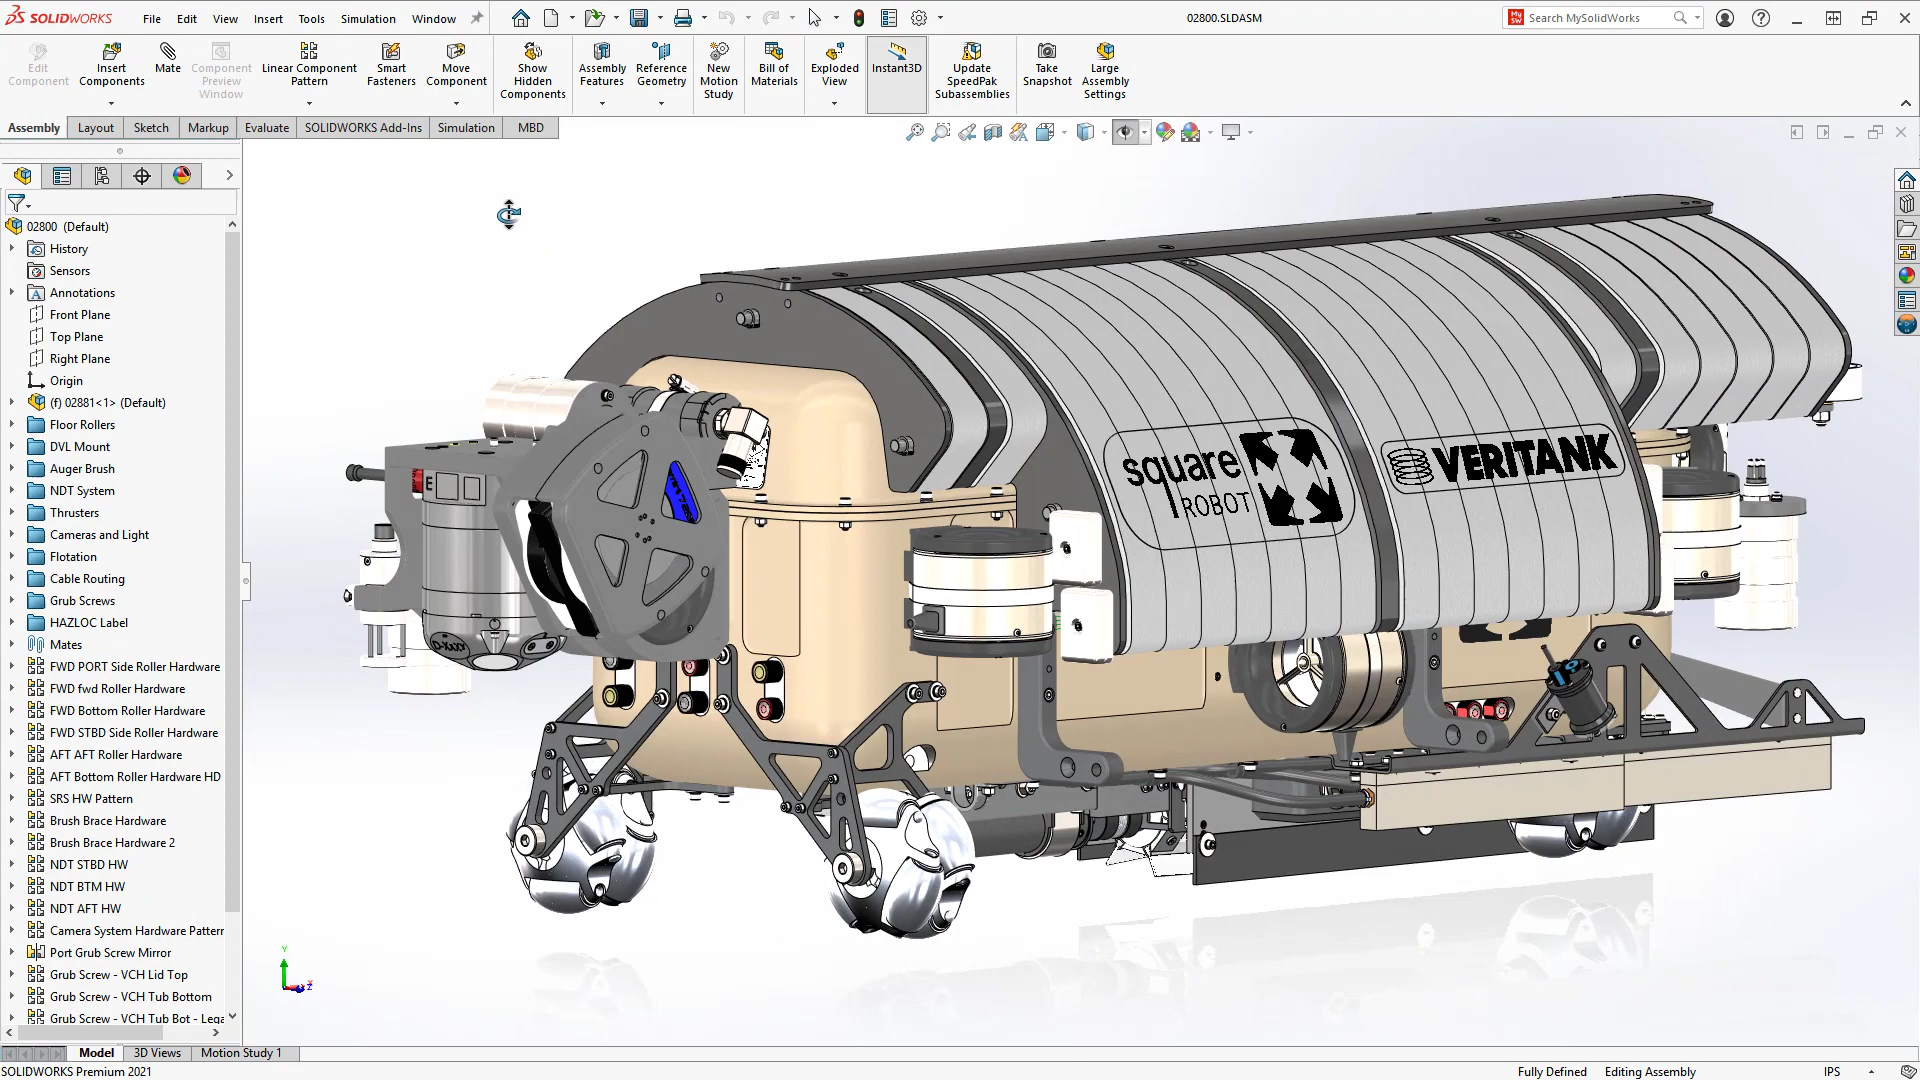 SOLIDWORKS File Edit View Insert Tools Simulation Window 02800.SLDASM Search MySolidWorks
Edit Component
Insert Components
Mate
Component Preview Window
Linear Component Pattern
Smart Fasteners
Move Component
Show Hidden Components
Assembly Features
Reference Geometry
New Motion Study
Bill of Materials
Exploded View
Instant3D
Update SpeedPak Subassemblies
Take Snapshot
Large Assembly Settings
Assembly Layout Sketch Markup Evaluate SOLIDWORKS Add-Ins Simulation MBD
02800 (Default)
History
Sensors
Annotations
Front Plane
Top Plane
Right Plane
Origin
(f) 02881<1> (Default)
Floor Rollers
DVL Mount
Auger Brush
NDT System
Thrusters
Cameras and Light
Flotation
Cable Routing
Grub Screws
HAZLOC Label
Mates
FWD PORT Side Roller Hardware
FWD fwd Roller Hardware
FWD Bottom Roller Hardware
FWD STBD Side Roller Hardware
AFT AFT Roller Hardware
AFT Bottom Roller Hardware HD
SRS HW Pattern
Brush Brace Hardware
Brush Brace Hardware 2
NDT STBD HW
NDT BTM HW
NDT AFT HW
Camera System Hardware Pattern
Port Grub Screw Mirror
Grub Screw - VCH Lid Top
Grub Screw - VCH Tub Bottom
Grub Screw - VCH Tub Bot - Lega
square
ROBOT
VERITANK
E
Y
X
Z
Model 3D Views Motion Study 1
SOLIDWORKS Premium 2021 Fully Defined Editing Assembly IPS